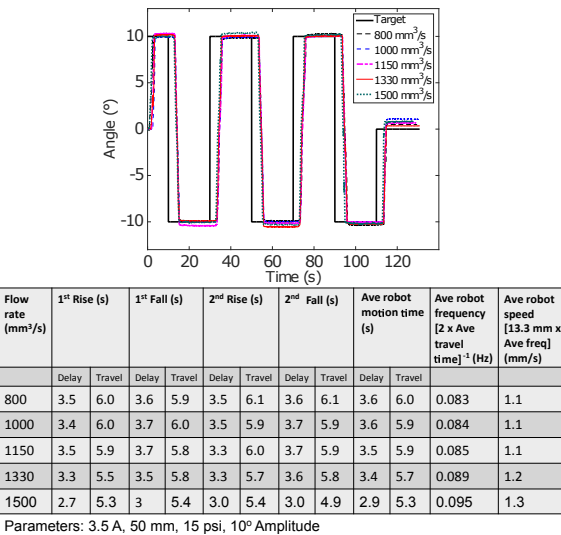 Target
800 mm³/s
1000 mm³/s
1150 mm³/s
1330 mm³/s
1500 mm³/s
Angle (°)
10
5
0
-5
-10
0 20 40 60 80 100 120
Time (s)
Flow rate (mm³/s) 1st Rise (s) 1st Fall (s) 2nd Rise (s) 2nd Fall (s) Ave robot motion time (s) Ave robot frequency [2 x Ave travel time]⁻¹ (Hz) Ave robot speed [13.3 mm x Ave freq] (mm/s)
Delay Travel Delay Travel Delay Travel Delay Travel Delay Travel
800 3.5 6.0 3.6 5.9 3.5 6.1 3.6 6.1 3.6 6.0 0.083 1.1
1000 3.4 6.0 3.7 6.0 3.5 5.9 3.7 5.9 3.6 5.9 0.084 1.1
1150 3.5 5.9 3.7 5.8 3.3 6.0 3.7 5.9 3.5 5.9 0.085 1.1
1330 3.3 5.5 3.5 5.8 3.3 5.7 3.6 5.8 3.4 5.7 0.089 1.2
1500 2.7 5.3 3 5.4 3.0 5.4 3.0 4.9 2.9 5.3 0.095 1.3
Parameters: 3.5 A, 50 mm, 15 psi, 10° Amplitude